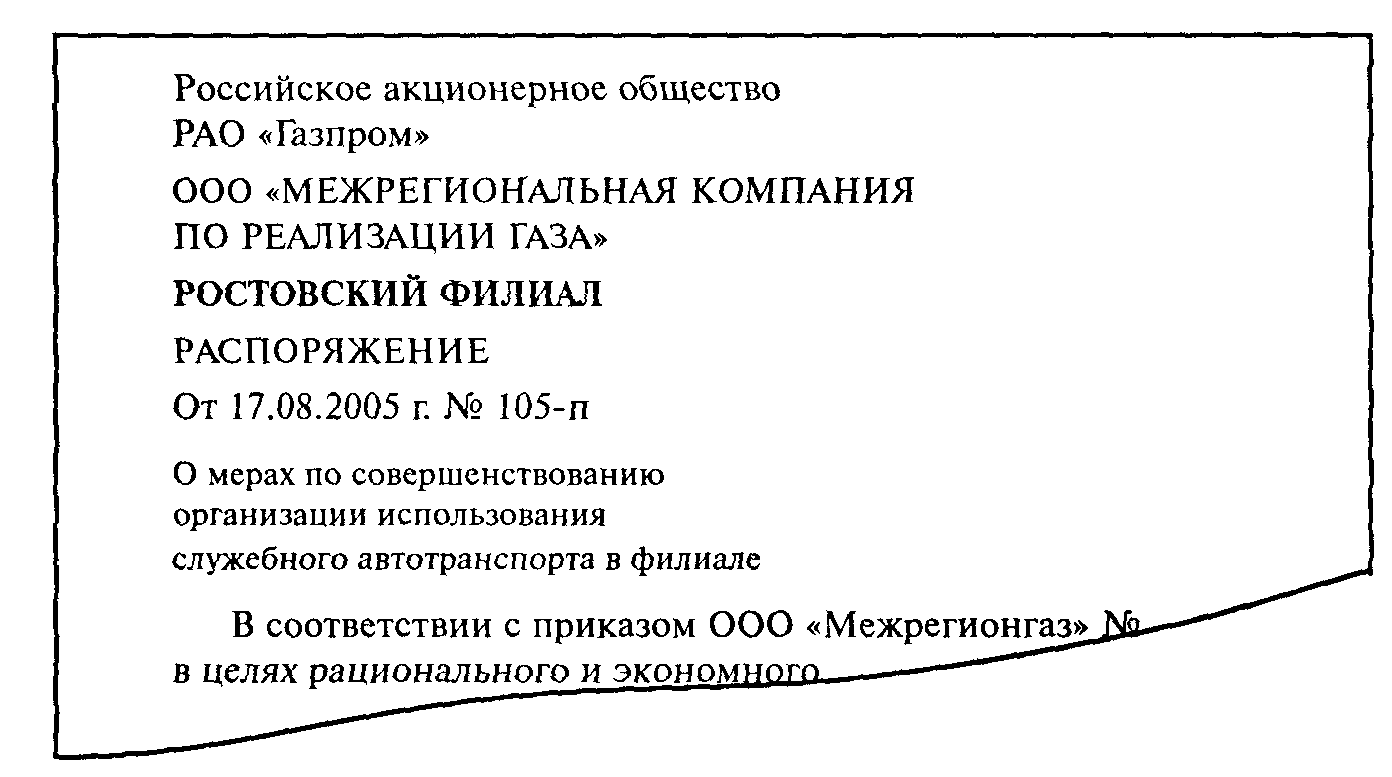 Российское акционерное общество
РАО «Газпром»
ООО «МЕЖРЕГИОНАЛЬНАЯ КОМПАНИЯ
ПО РЕАЛИЗАЦИИ ГАЗА»
РОСТОВСКИЙ ФИЛИАЛ
РАСПОРЯЖЕНИЕ
От 17.08.2005 г. № 105-п
О мерах по совершенствованию
организации использования
служебного автотранспорта в филиале
В соответствии с приказом ООО «Межрегионгаз» №
в целях рационального и экономного